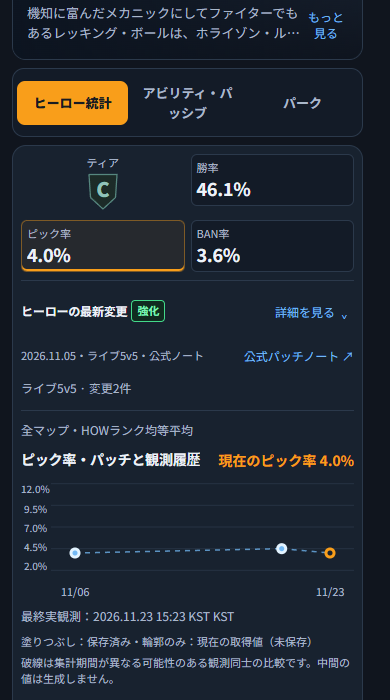 機知に富んだメカニックにしてファイターでも
あるレッキング・ボールは、ホライゾン・ル…
もっと
見る
ヒーロー統計
アビリティ・パ
ッシブ
パーク
ティア
C
勝率
46.1%
ピック率
4.0%
BAN率
3.6%
ヒーローの最新変更 強化 詳細を見る ⌄
2026.11.05・ライブ5v5・公式ノート 公式パッチノート ↗
ライブ5v5 · 変更2件
全マップ・HOWランク均等平均
ピック率・パッチと観測履歴 現在のピック率 4.0%
12.0%
9.5%
7.0%
4.5%
2.0%
11/06 11/23
最終実観測：2026.11.23 15:23 KST KST
塗りつぶし：保存済み・輪郭のみ：現在の取得値（未保存）
破線は集計期間が異なる可能性のある観測同士の比較です。中間の
値は生成しません。